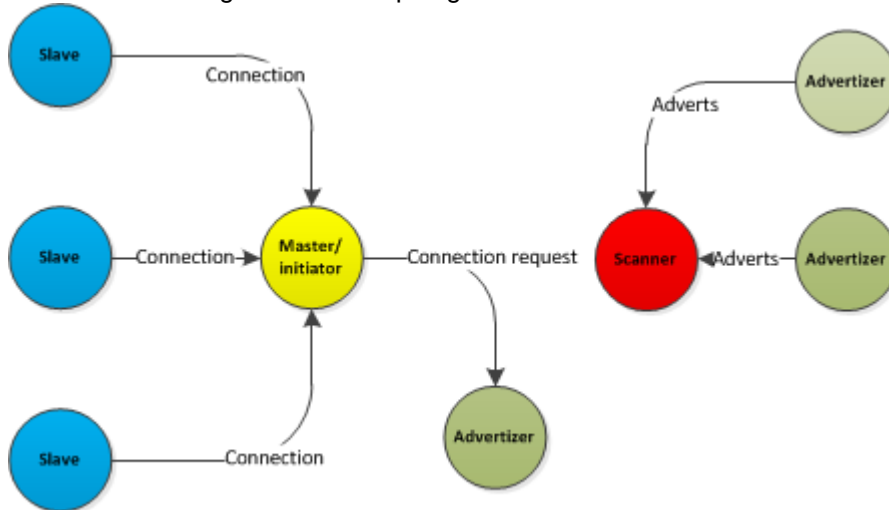 Slave
Connection
Advertizer
Adverts
Slave
Connection
Master/
initiator
Connection request
Scanner
Adverts
Advertizer
Advertizer
Slave
Connection